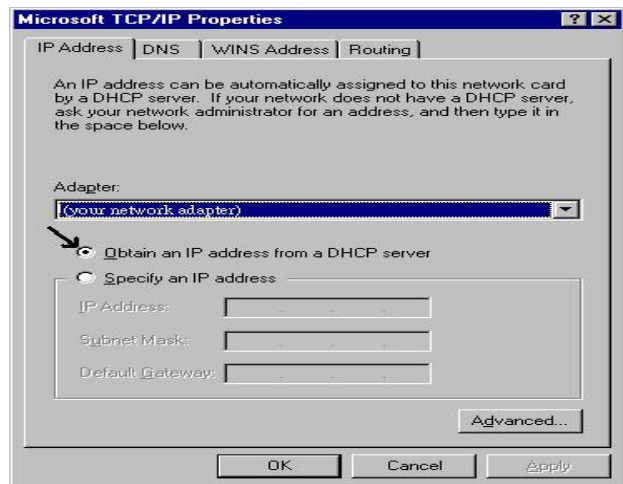 Microsoft TCP/IP Properties
IP Address DNS WINS Address Routing
An IP address can be automatically assigned to this network card
by a DHCP server. If your network does not have a DHCP server,
ask your network administrator for an address, and then type it in
the space below.
Adapter:
(your network adapter)
Obtain an IP address from a DHCP server
Specify an IP address
IP Address:
Subnet Mask:
Default Gateway:
Advanced...
OK Cancel Apply